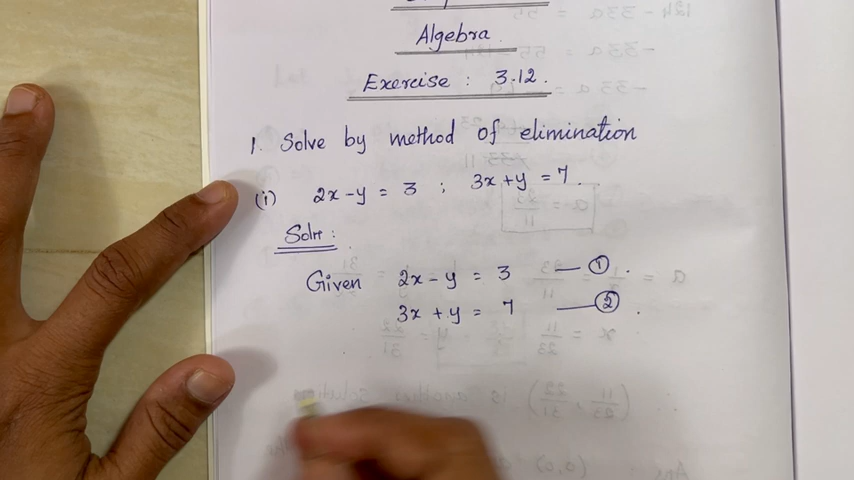 Algebra
Exercise : 3.12.
1. Solve by method of elimination
(i) 2x - y = 3 ; 3x + y = 7.
Soln :
Given 2x - y = 3 — ①.
3x + y = 7 — ②.